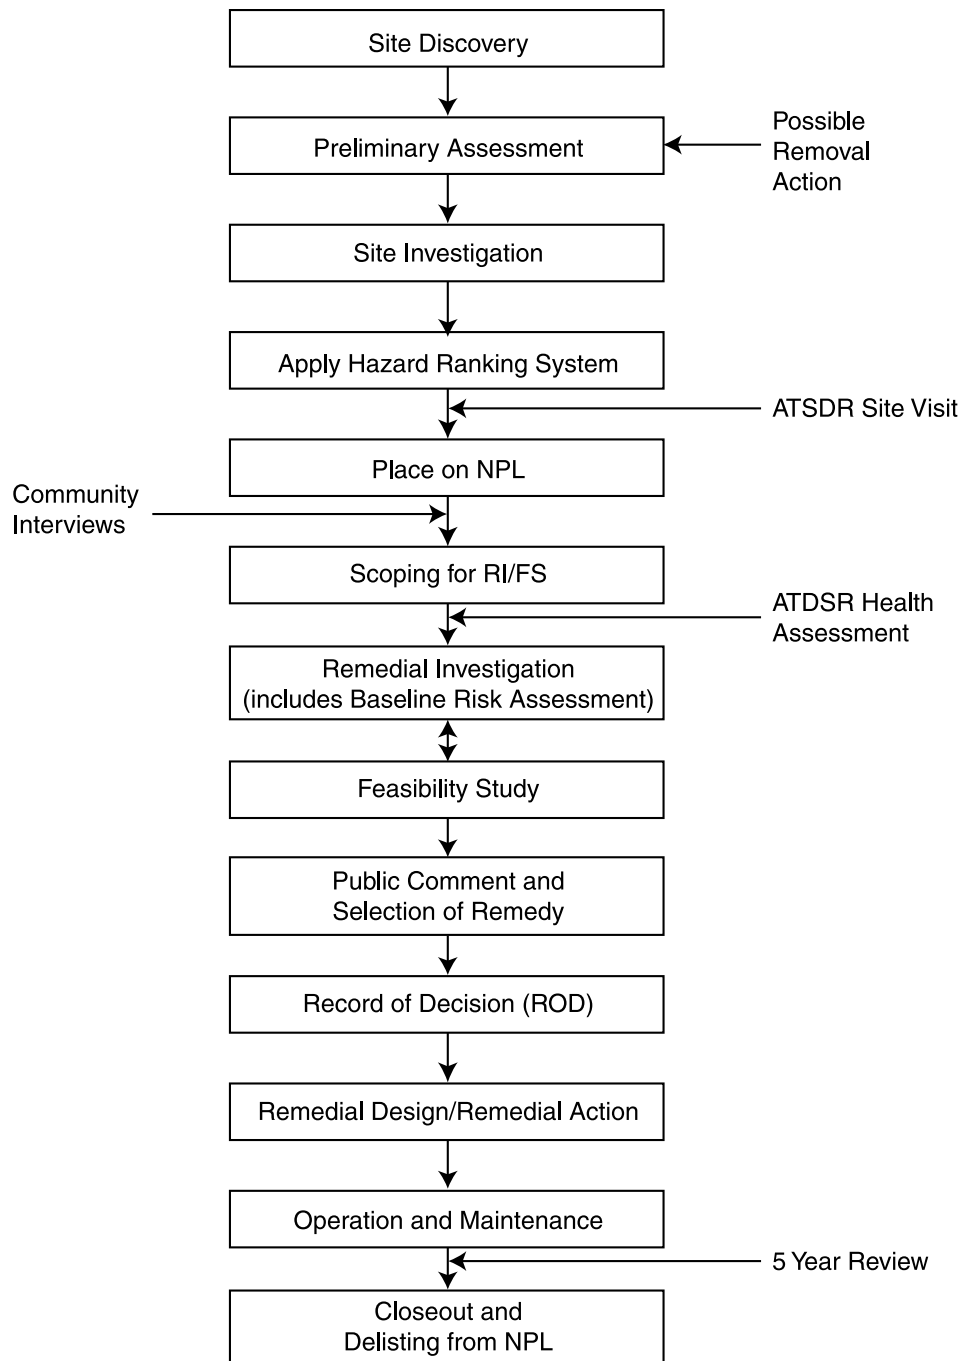 Site Discovery
Preliminary Assessment
Possible
Removal
Action
Site Investigation
Apply Hazard Ranking System
ATSDR Site Visit
Place on NPL
Community
Interviews
Scoping for RI/FS
ATDSR Health
Assessment
Remedial Investigation
(includes Baseline Risk Assessment)
Feasibility Study
Public Comment and
Selection of Remedy
Record of Decision (ROD)
Remedial Design/Remedial Action
Operation and Maintenance
5 Year Review
Closeout and
Delisting from NPL